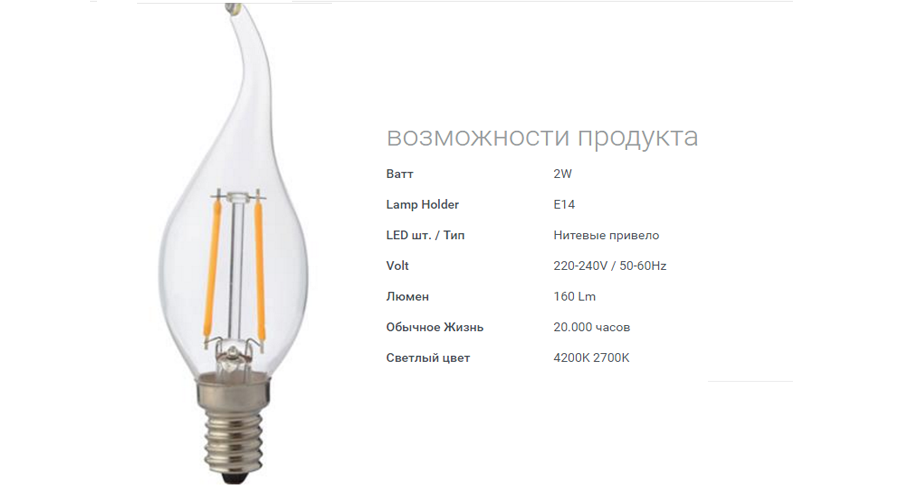 возможности продукта
Ватт 2W
Lamp Holder E14
LED шт. / Тип Нитевые привело
Volt 220-240V / 50-60Hz
Люмен 160 Lm
Обычное Жизнь 20.000 часов
Светлый цвет 4200K 2700K